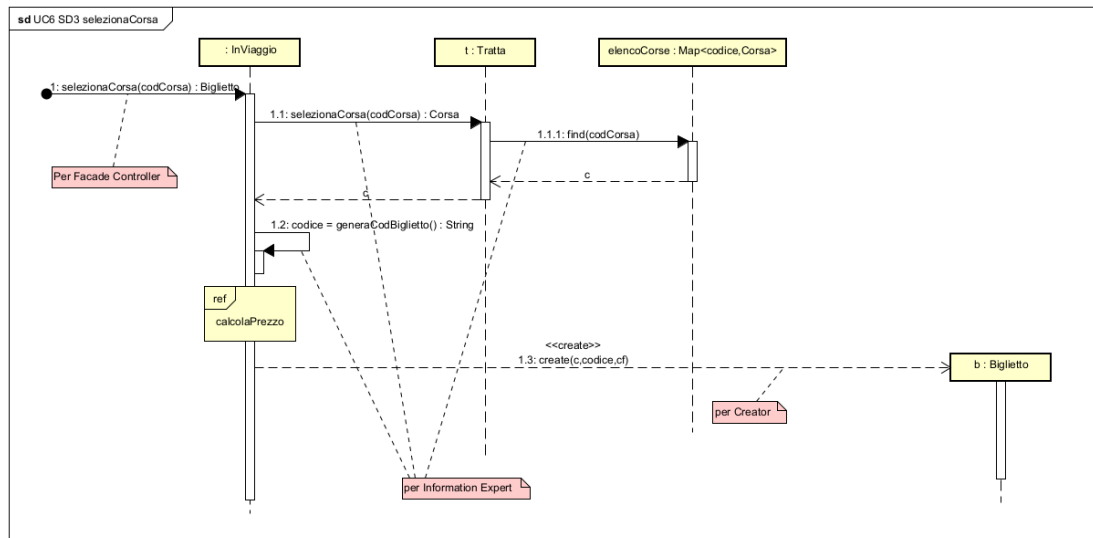 sd UC6 SD3 selezionaCorsa
: InViaggio
t : Tratta
elencoCorse : Map<codice,Corsa>
1: selezionaCorsa(codCorsa) : Biglietto
1.1: selezionaCorsa(codCorsa) : Corsa
1.1.1: find(codCorsa)
Per Facade Controller
c
c
1.2: codice = generaCodBiglietto() : String
ref
calcolaPrezzo
<<create>>
1.3: create(c,codice,cf)
b : Biglietto
per Creator
per Information Expert